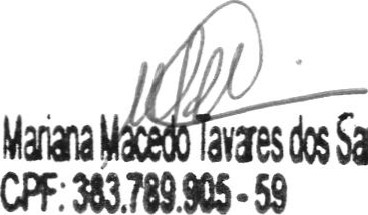 Mariana Macedo Tavares dos Sa
CPF: 383.789.905 - 59